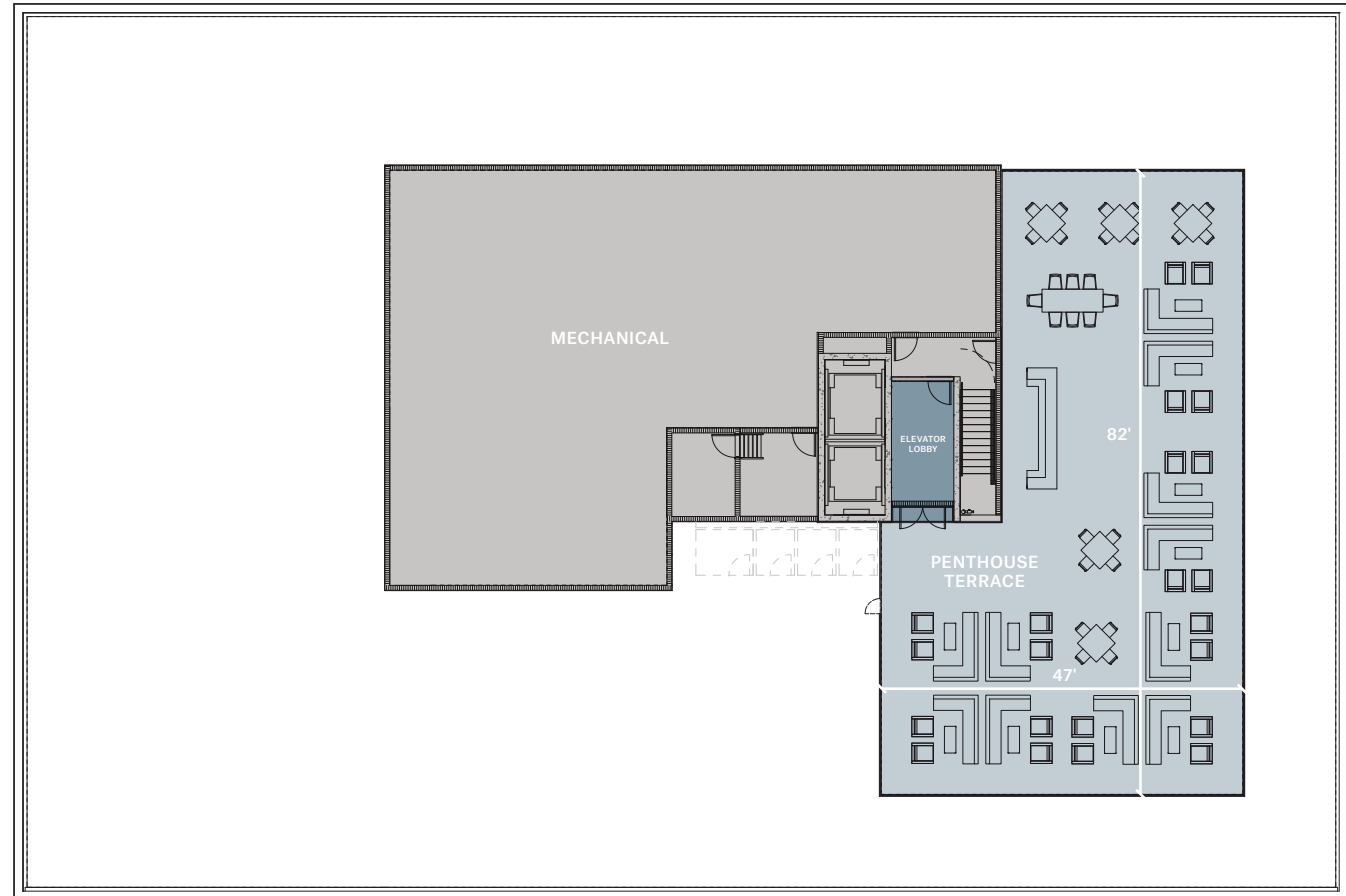 MECHANICAL
ELEVATOR
LOBBY
82'
PENTHOUSE
TERRACE
47'